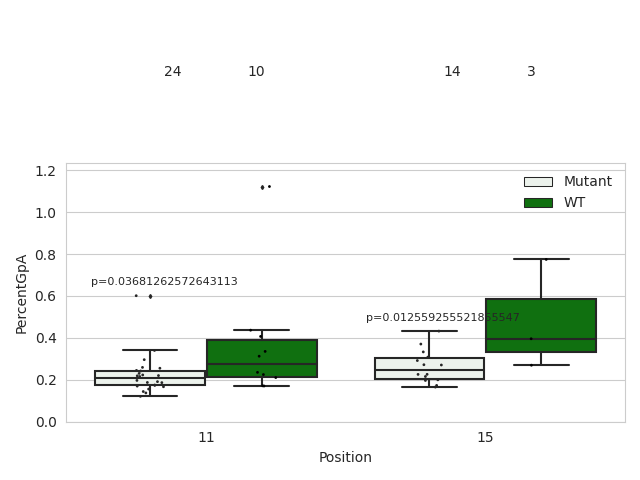 24 10 14 3
1.2
1.0
0.8
0.6
0.4
0.2
0.0
PercentGpA
Mutant
WT
p=0.03681262572643113
p=0.012559255521855547
11 15
Position